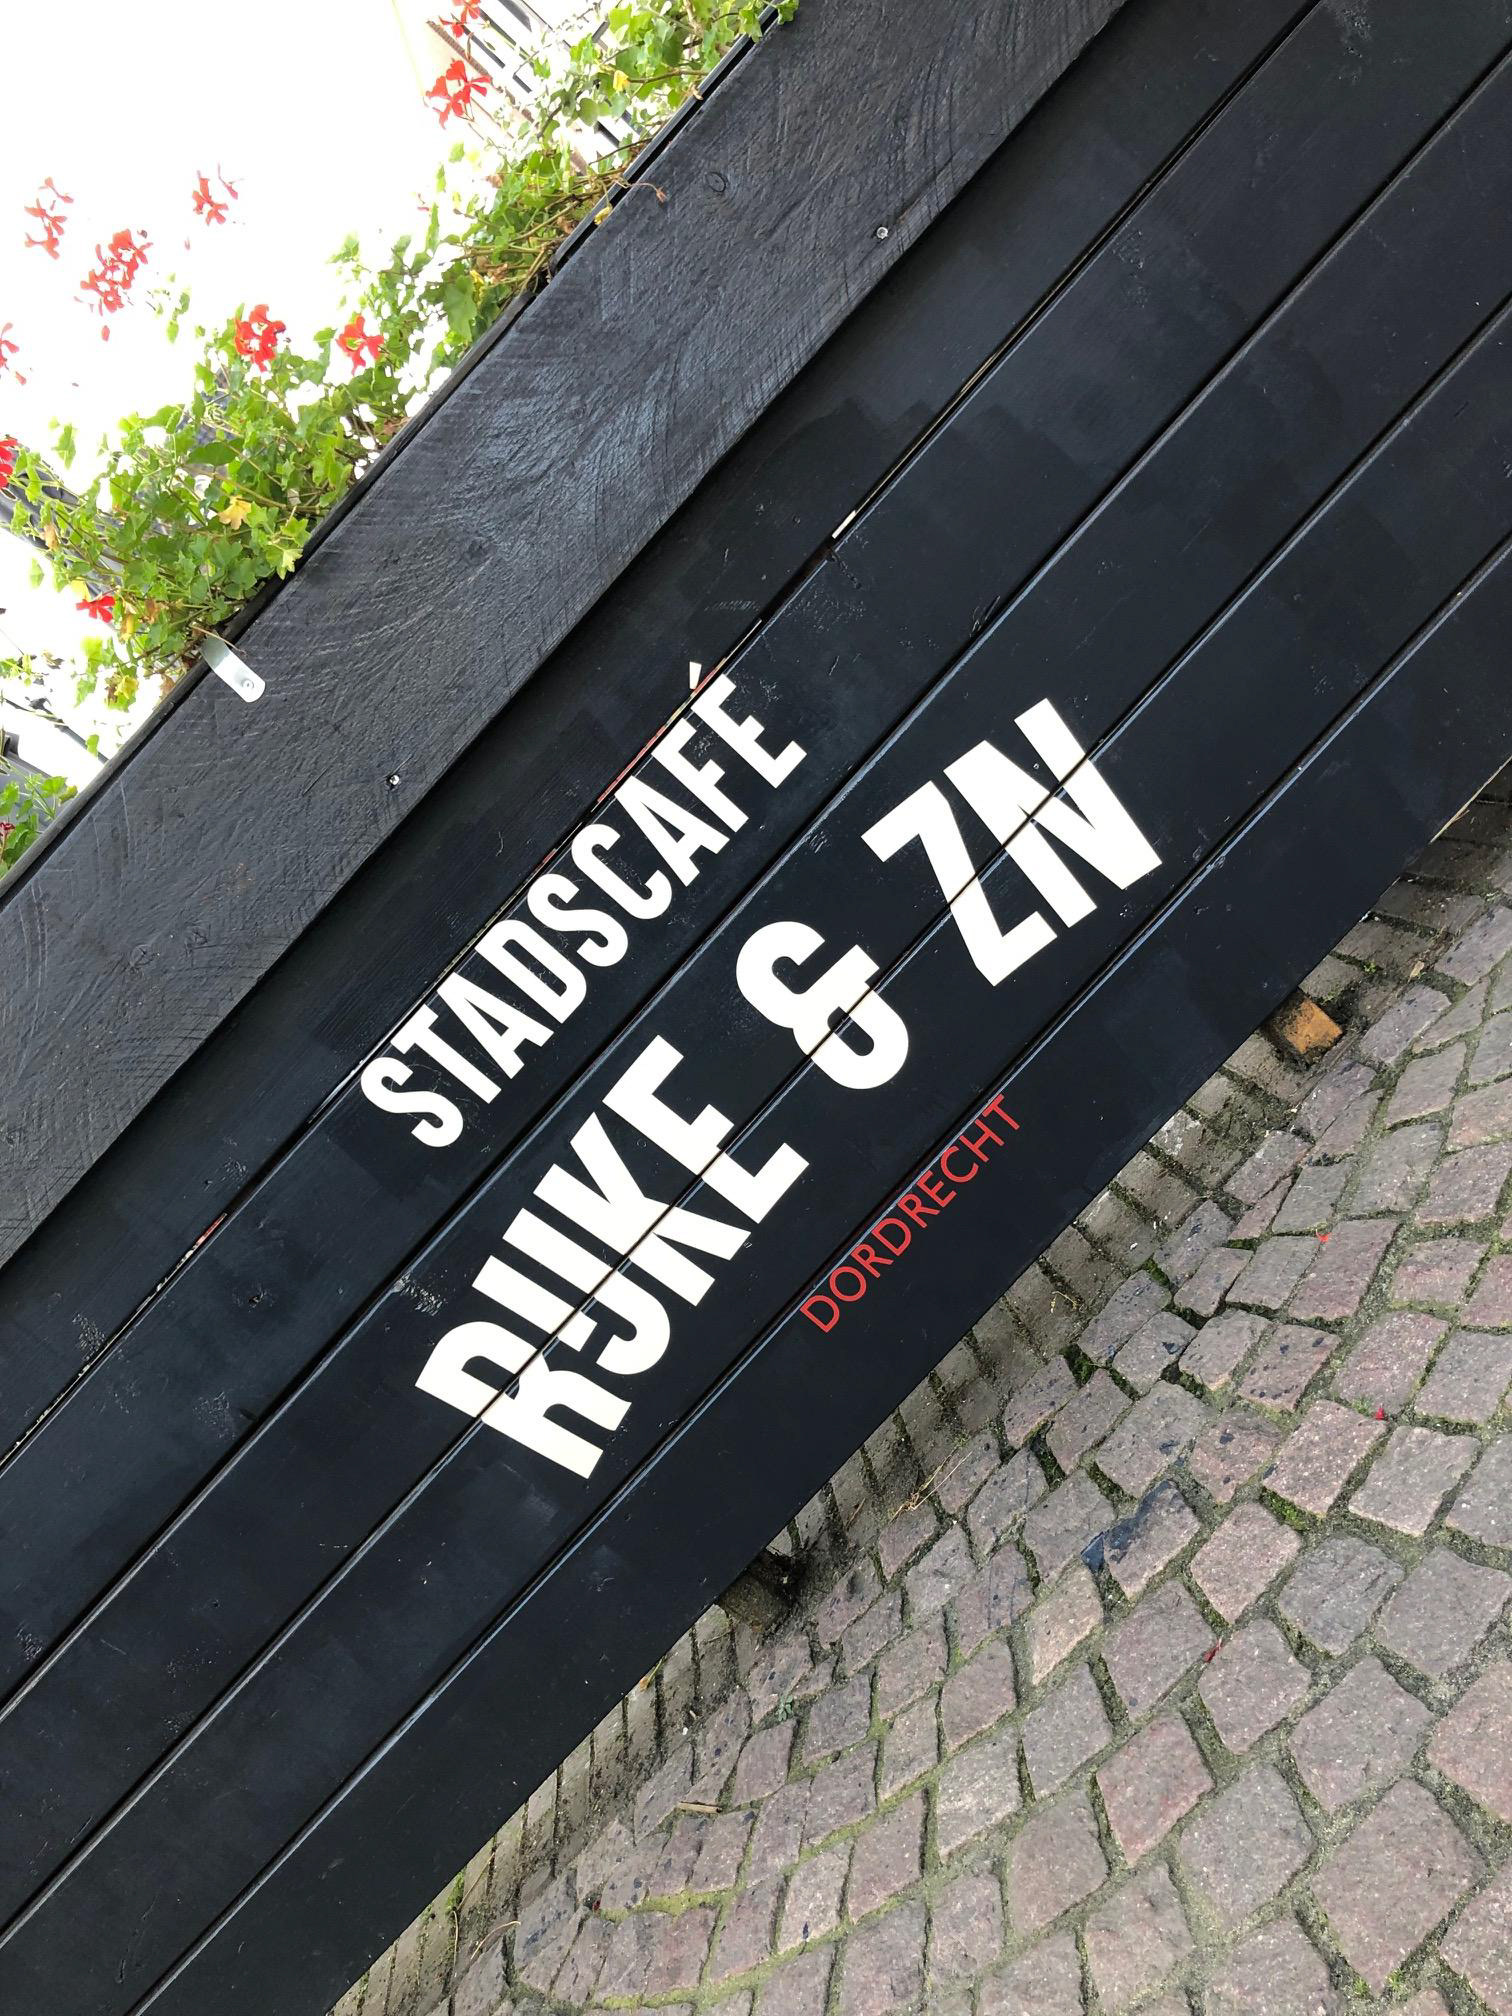 STADSCAFÉ
RIJKE & ZN
DORDRECHT